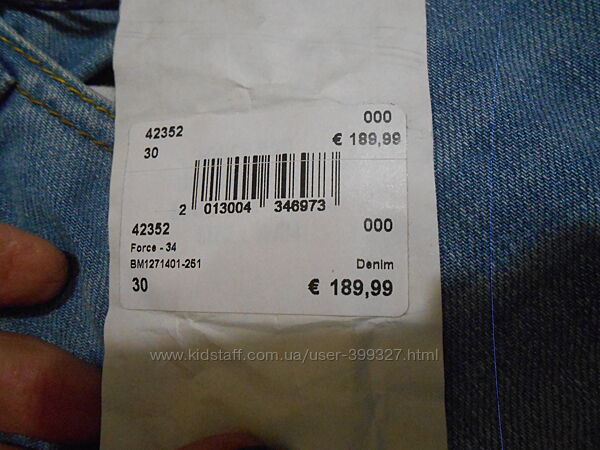 42352 000
30 € 189,99
2 013004 346973
42352 000
Force - 34
BM1271401-251 Denim
30 € 189,99
www.kidstaff.com.ua/user-399327.html